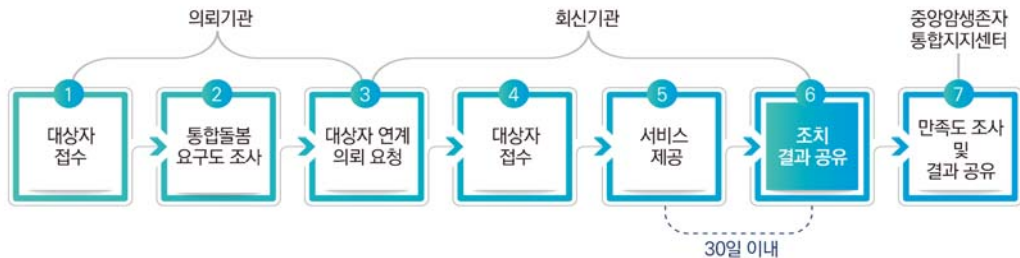 의뢰기관
회신기관
중앙암생존자
통합지지센터
1
대상자
접수
2
통합돌봄
요구도 조사
3
대상자 연계
의뢰 요청
4
대상자
접수
5
서비스
제공
6
조치
결과 공유
7
만족도 조사
및
결과 공유
30일 이내